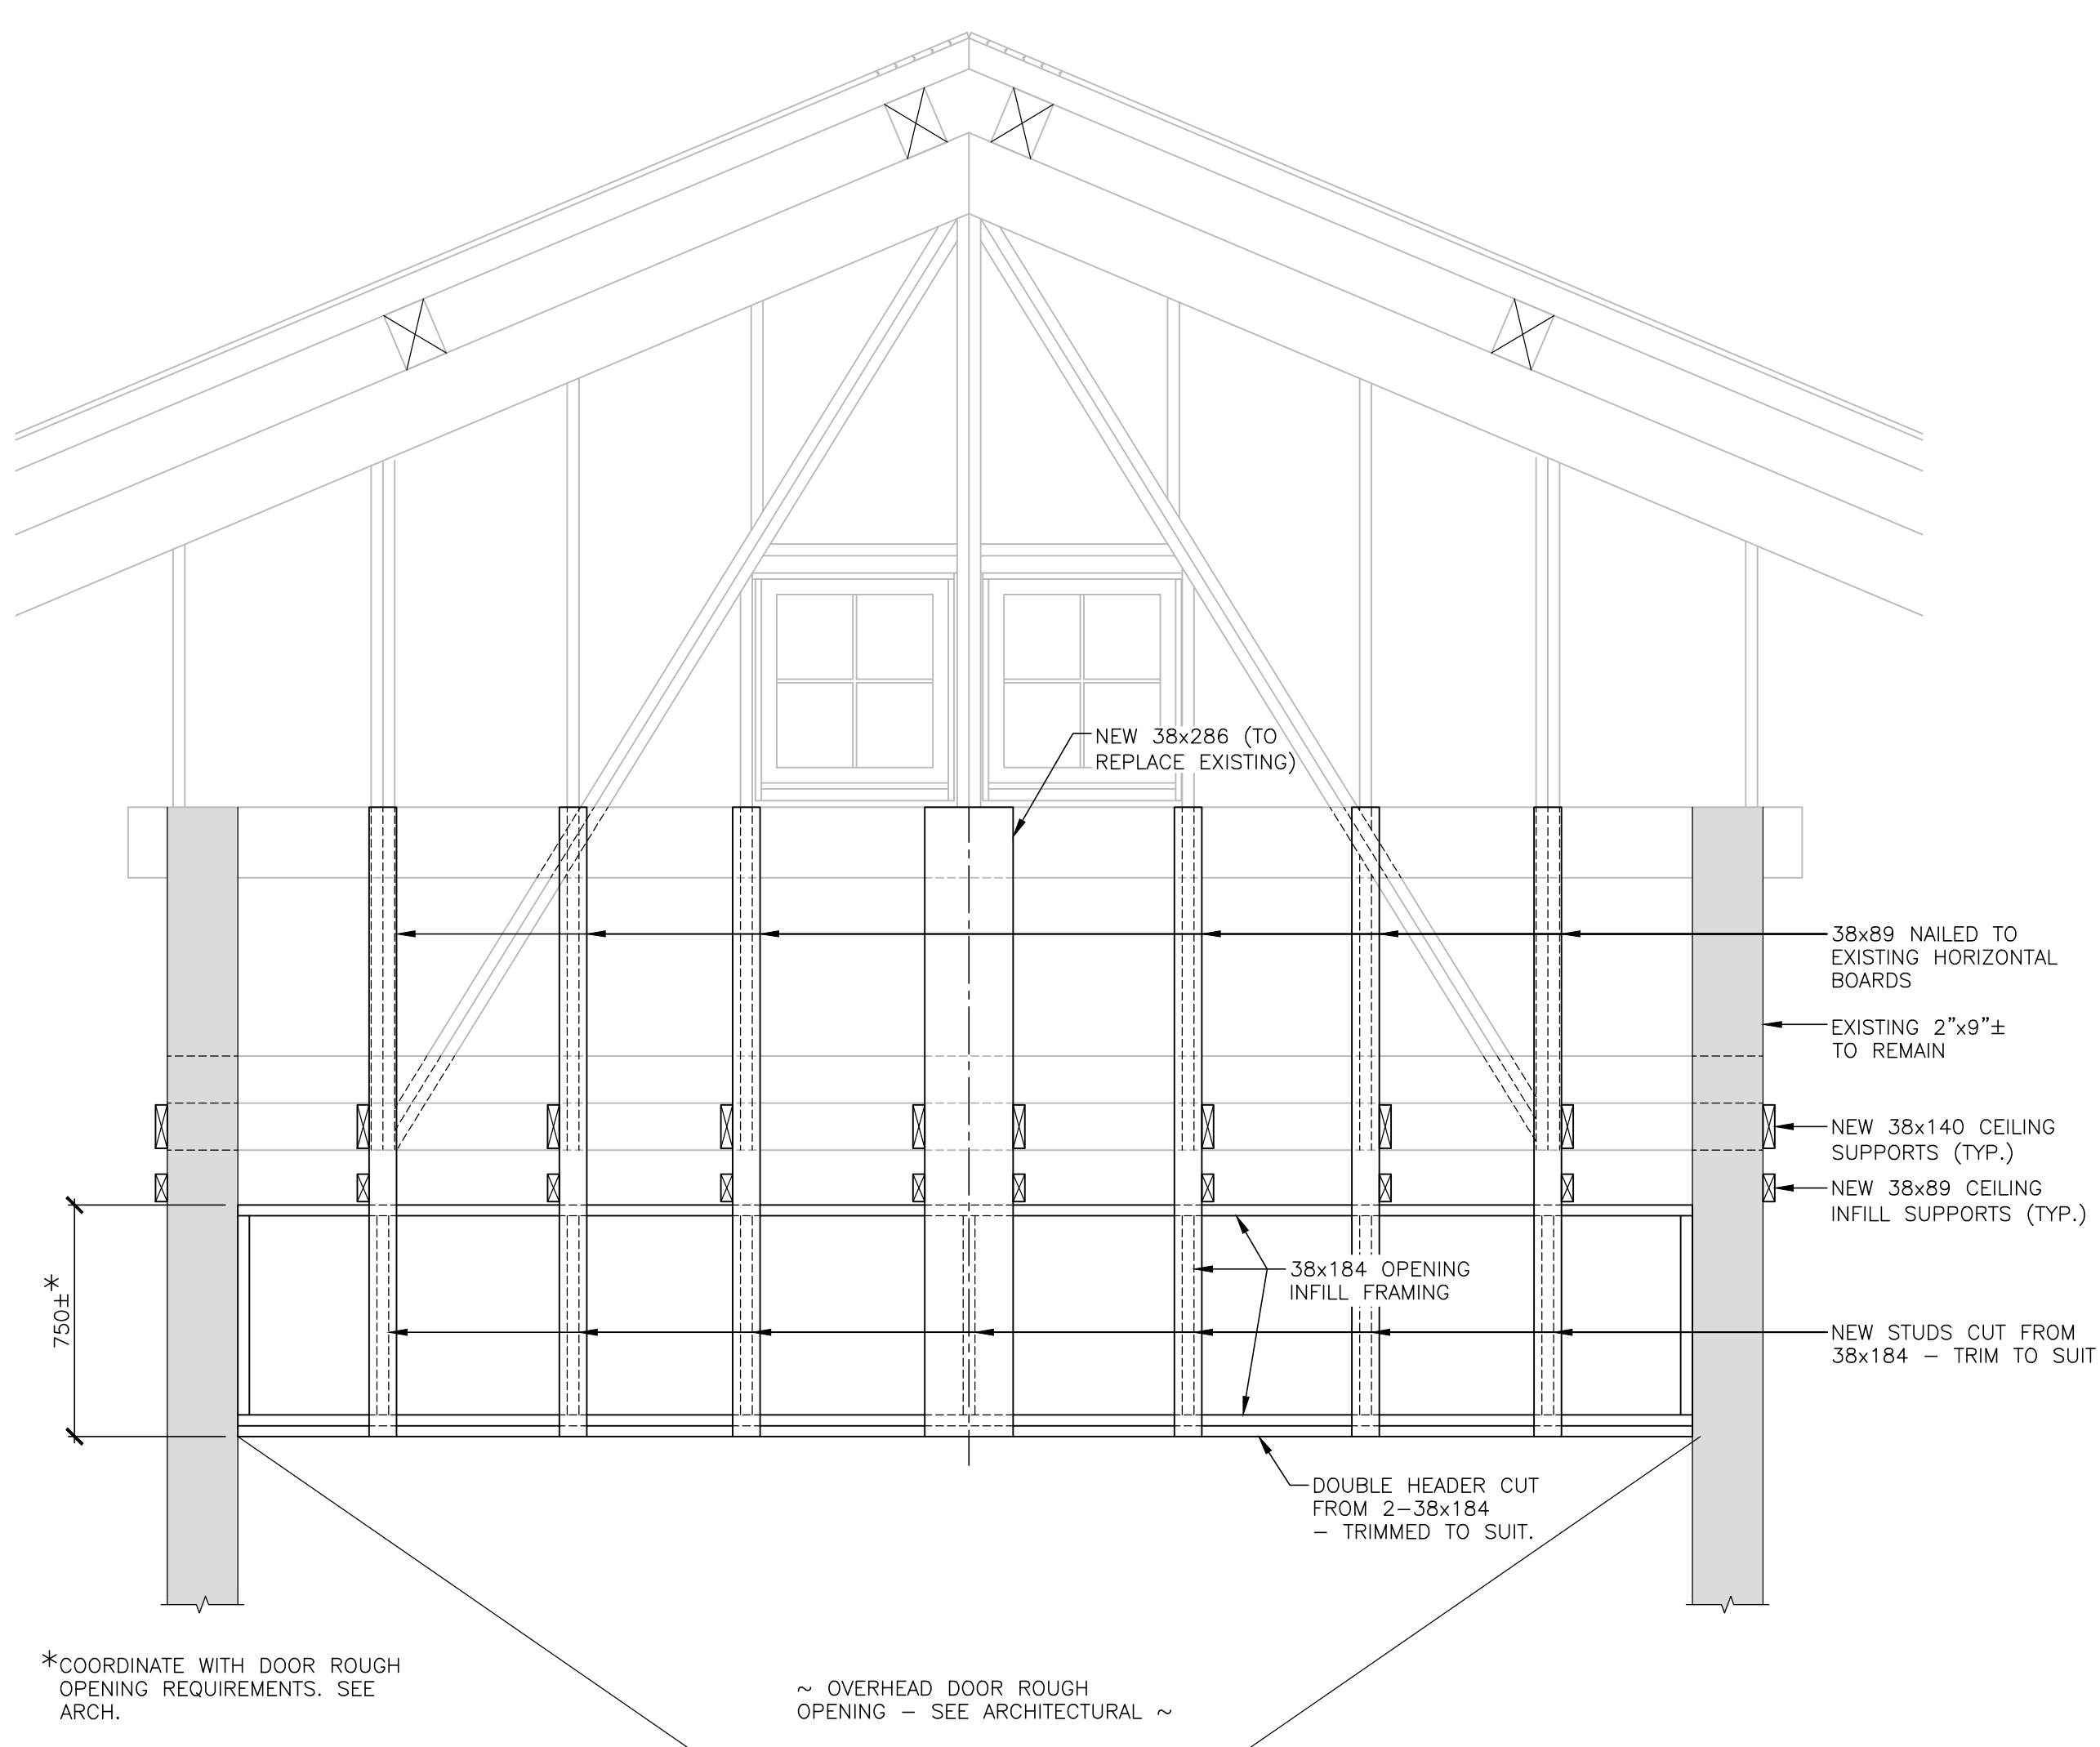 NEW 38x286 (TO
REPLACE EXISTING)
38x89 NAILED TO
EXISTING HORIZONTAL
BOARDS
EXISTING 2"x9"±
TO REMAIN
NEW 38x140 CEILING
SUPPORTS (TYP.)
NEW 38x89 CEILING
INFILL SUPPORTS (TYP.)
750±*
38x184 OPENING
INFILL FRAMING
NEW STUDS CUT FROM
38x184 – TRIM TO SUIT
DOUBLE HEADER CUT
FROM 2–38x184
– TRIMMED TO SUIT.
*COORDINATE WITH DOOR ROUGH
OPENING REQUIREMENTS. SEE
ARCH.
~ OVERHEAD DOOR ROUGH
OPENING – SEE ARCHITECTURAL ~